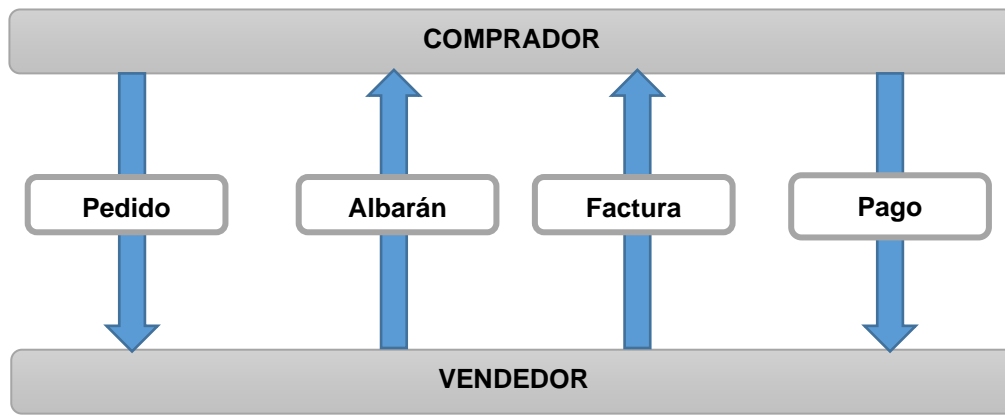 COMPRADOR
Pedido
Albarán
Factura
Pago
VENDEDOR